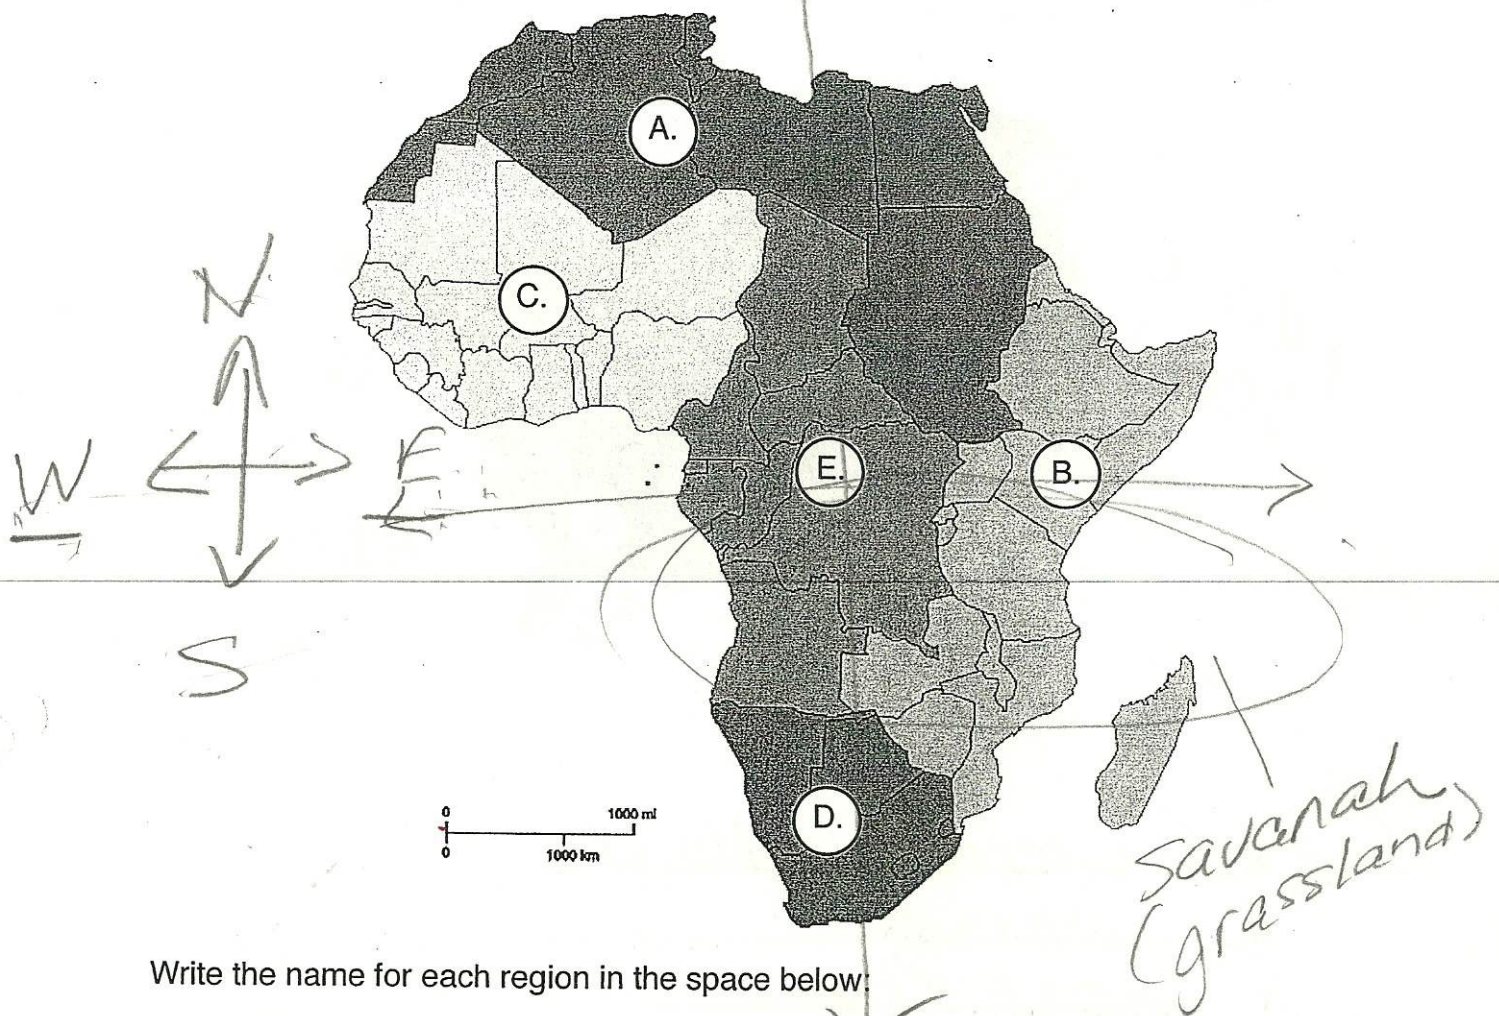 A.
N
C.
W
E
E.
B.
S
0
1000 mi
0
1000 km
D.
Savanah
(grassland)
Write the name for each region in the space below: